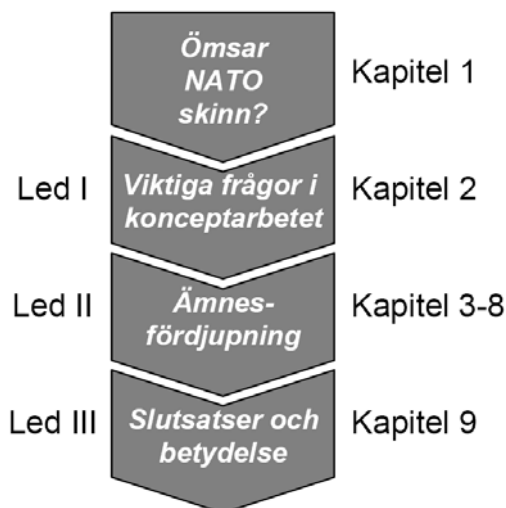 Ömsar
NATO
skinn?
Kapitel 1
Led I
Viktiga frågor i
konceptarbetet
Kapitel 2
Led II
Ämnes-
fördjupning
Kapitel 3-8
Led III
Slutsatser och
betydelse
Kapitel 9